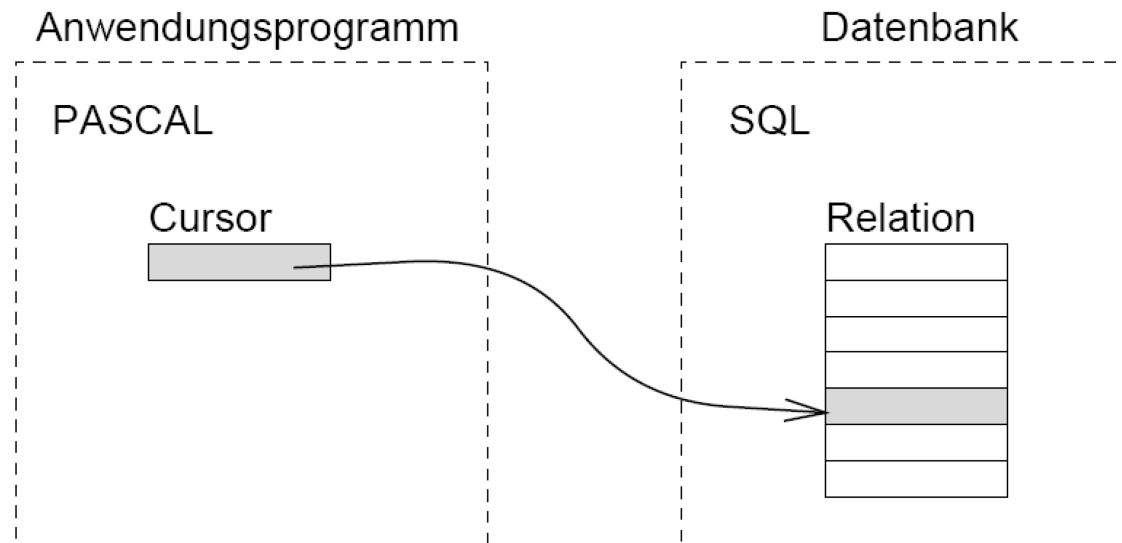 Anwendungsprogramm
Datenbank
PASCAL
SQL
Cursor
Relation